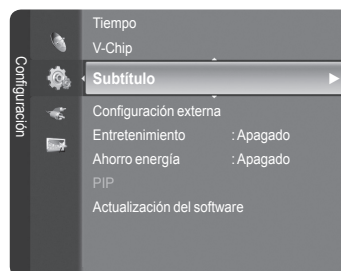 Configuración
Tiempo
V-Chip
Subtítulo
Configuración externa
Entretenimiento : Apagado
Ahorro energía : Apagado
PIP
Actualización del software